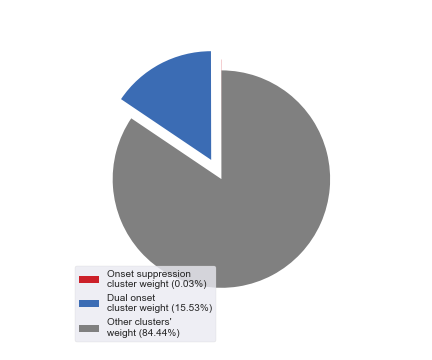 Onset suppression
cluster weight (0.03%)
Dual onset
cluster weight (15.53%)
Other clusters'
weight (84.44%)